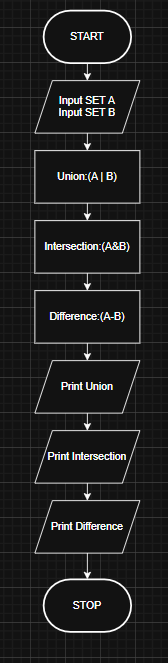 START
Input SET A
Input SET B
Union:(A | B)
Intersection:(A&B)
Difference:(A-B)
Print Union
Print Intersection
Print Difference
STOP